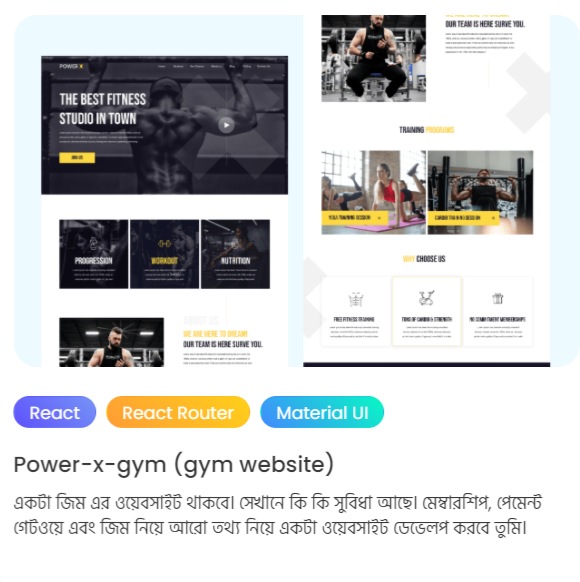 POWER X
THE BEST FITNESS
STUDIO IN TOWN
JOIN US
PROGRESSION
WORKOUT
NUTRITION
ABOUT US
WE ARE HERE TO DREAM!
OUR TEAM IS HERE SURVE YOU.
OUR TEAM IS HERE SURVE YOU.
TRAINING PROGRAMS
YOGA TRAINING SESSION
CARDIO TRAINING SESSION
WHY CHOOSE US
FREE FITNESS TRAINING
TONS OF CARDIO & STRENGTH
NO COMMITMENT MEMBERSHIPS
React
React Router
Material UI
Power-x-gym (gym website)
একটা জিম এর ওয়েবসাইট থাকবে। সেখানে কি কি সুবিধা আছে। মেম্বারশিপ, পেমেন্ট
গেটওয়ে এবং জিম নিয়ে আরো তথ্য নিয়ে একটা ওয়েবসাইট ডেভেলপ করবে তুমি।